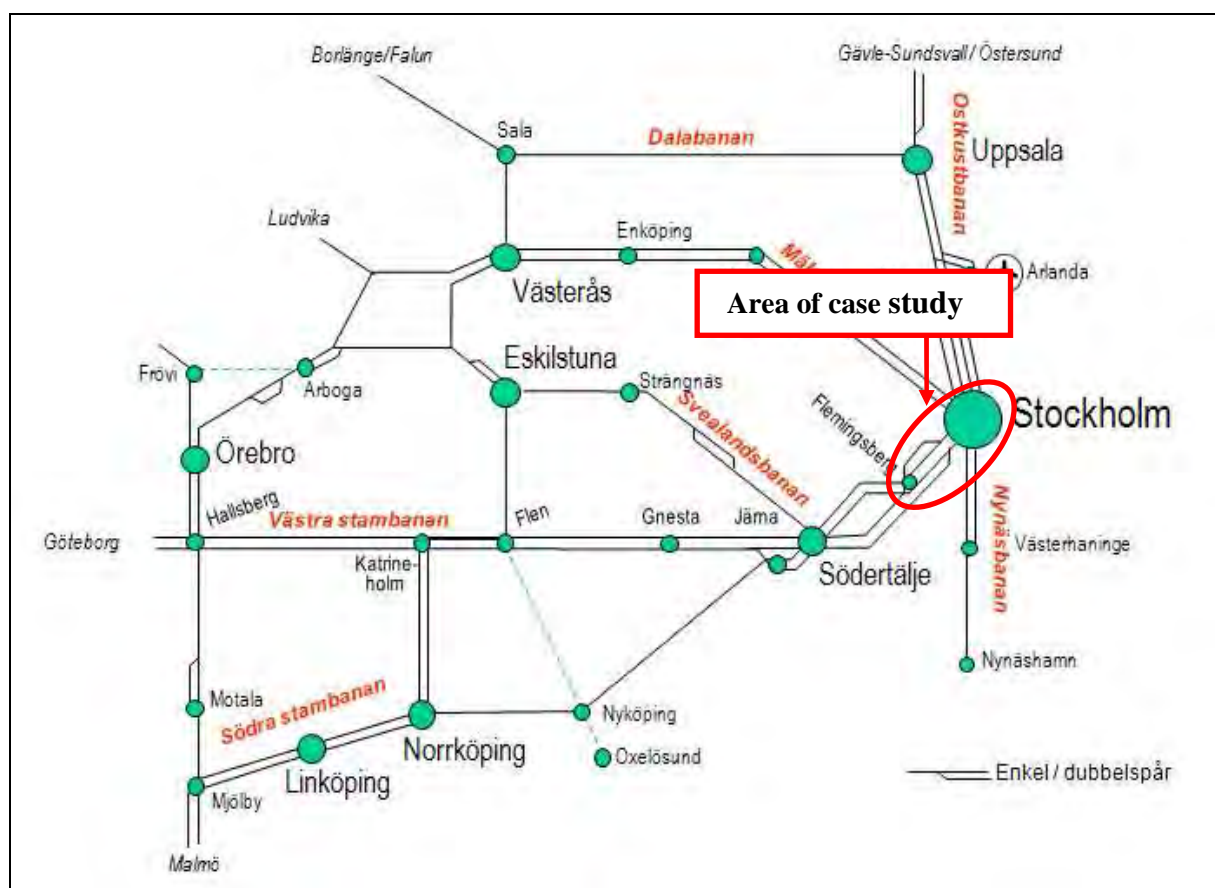 Borlänge/Falun
Gävle-Sundsvall / Östersund
Sala
Dalabanan
Ostkustbanan
Uppsala
Ludvika
Enköping
Västerås
Arlanda
Area of case study
Eskilstuna
Strängnäs
Frövi
Arboga
Svealandsbanan
Flemingsberg
Stockholm
Örebro
Hallsberg
Västra stambanan
Flen
Gnesta
Järna
Göteborg
Katrine-
holm
Södertälje
Nynäsbanan
Västerhaninge
Nynäshamn
Motala
Södra stambanan
Norrköping
Nyköping
Oxelösund
Linköping
Enkel / dubbelspår
Mjölby
Malmö